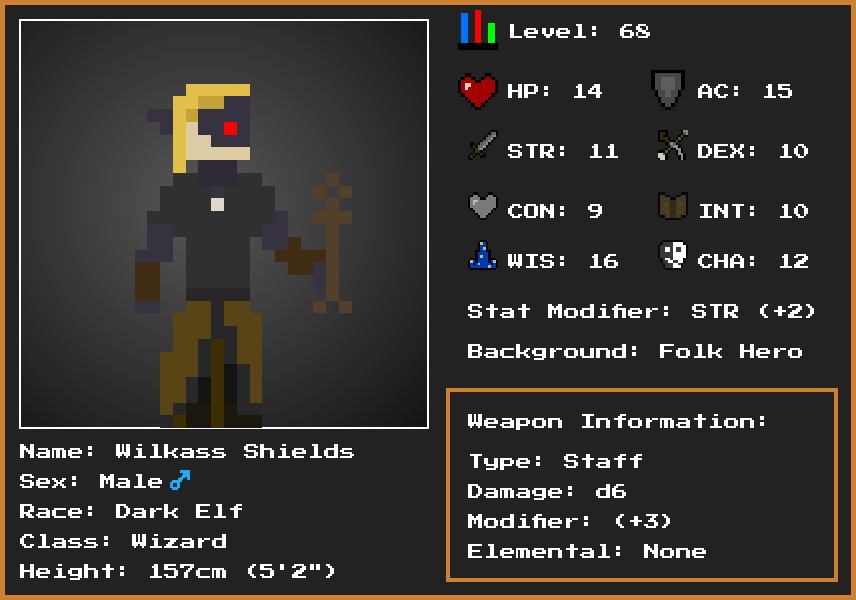 Level: 68
HP: 14
AC: 15
STR: 11
DEX: 10
CON: 9
INT: 10
WIS: 16
CHA: 12
Stat Modifier: STR (+2)
Background: Folk Hero
Weapon Information:
Type: Staff
Damage: d6
Modifier: (+3)
Elemental: None
Name: Wilkass Shields
Sex: Male ♂
Race: Dark Elf
Class: Wizard
Height: 157cm (5'2")